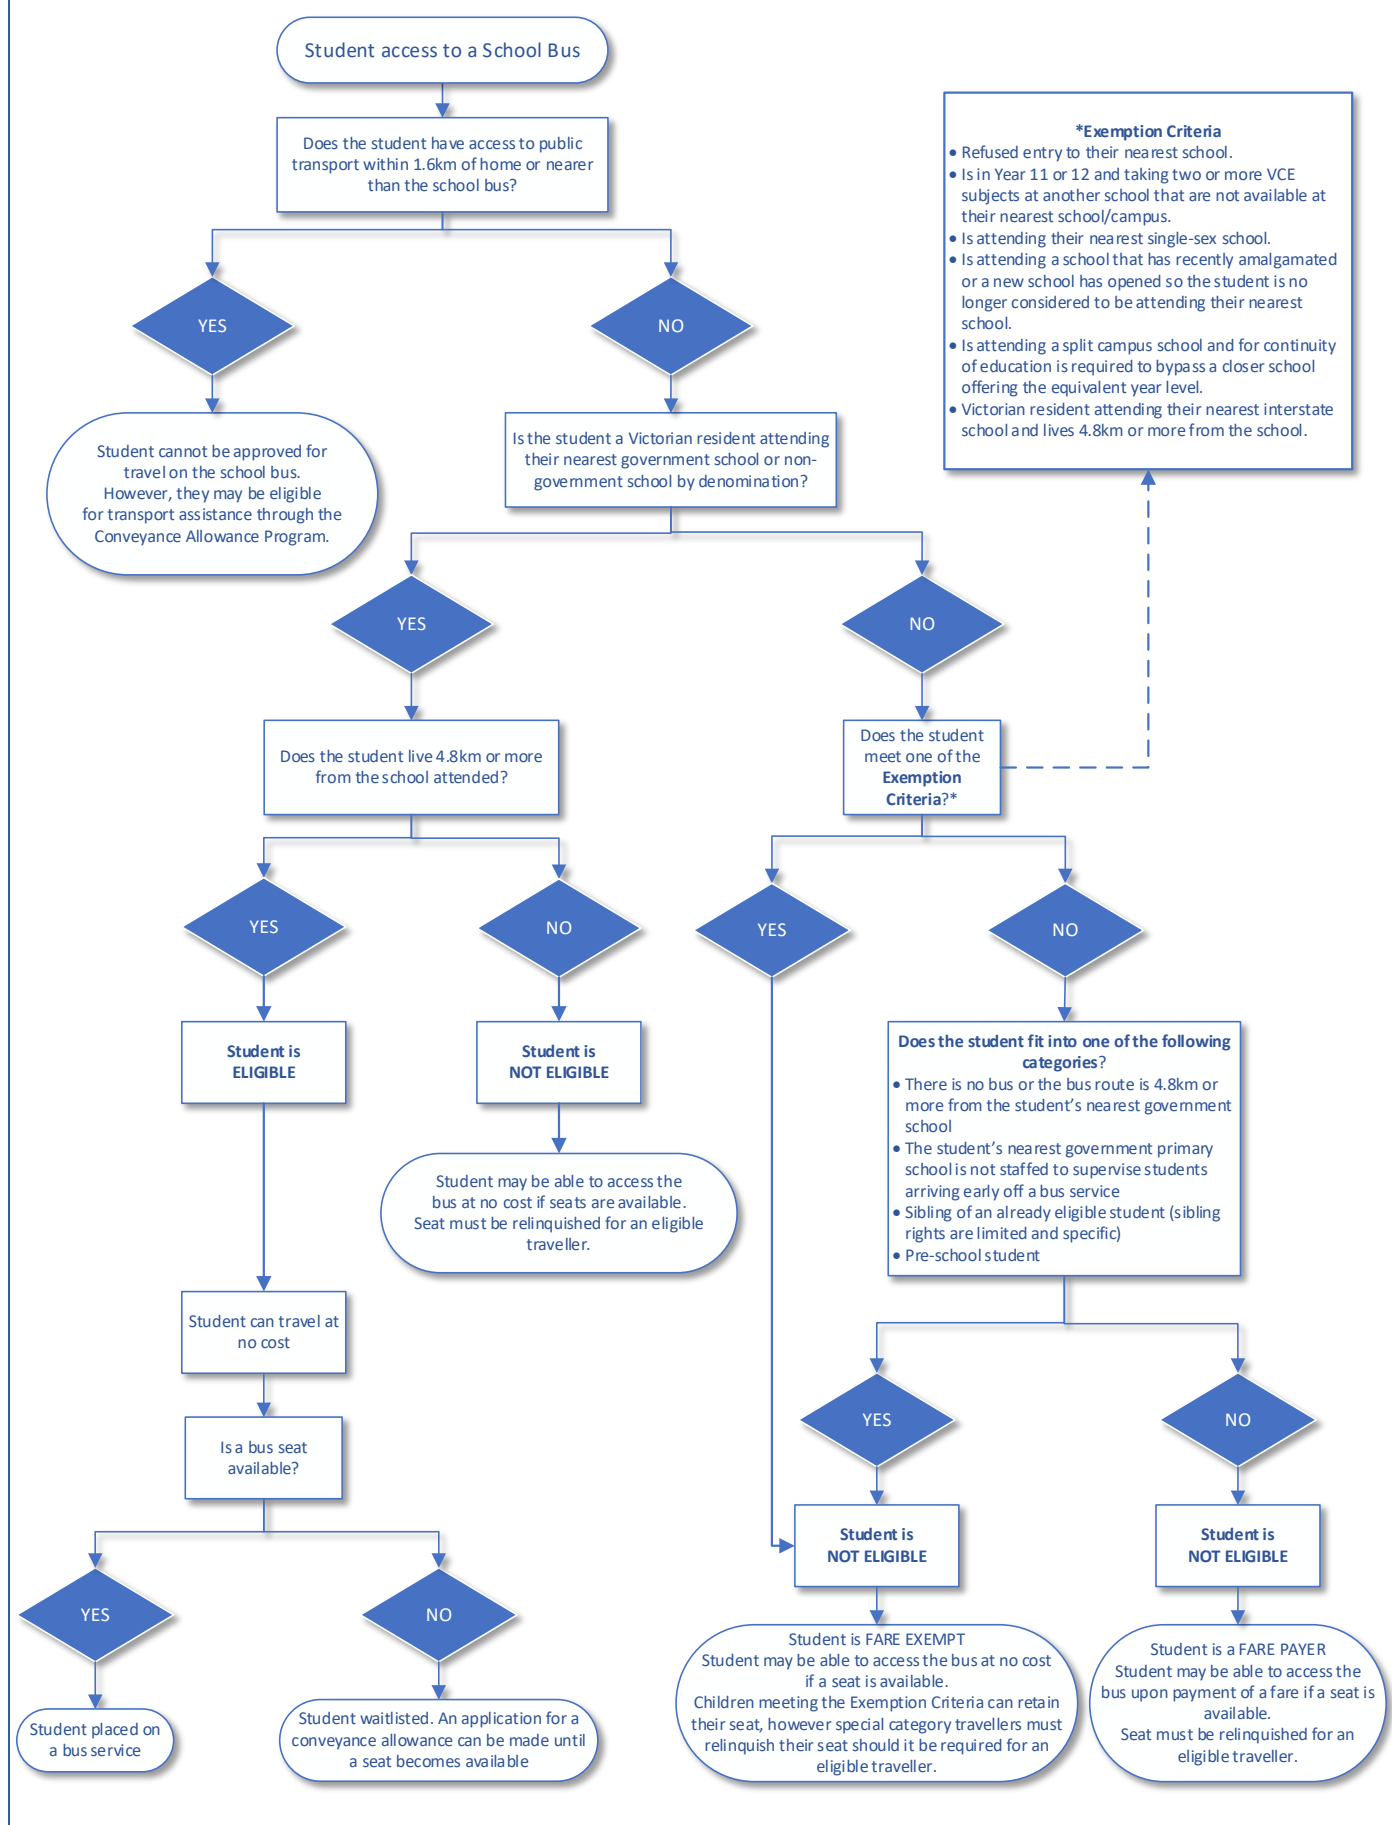 Student access to a School Bus
Does the student have access to public
transport within 1.6km of home or nearer
than the school bus?
*Exemption Criteria
• Refused entry to their nearest school.
• Is in Year 11 or 12 and taking two or more VCE
subjects at another school that are not available at
their nearest school/campus.
• Is attending their nearest single-sex school.
• Is attending a school that has recently amalgamated
or a new school has opened so the student is no
longer considered to be attending their nearest
school.
• Is attending a split campus school and for continuity
of education is required to bypass a closer school
offering the equivalent year level.
• Victorian resident attending their nearest interstate
school and lives 4.8km or more from the school.
YES
NO
Student cannot be approved for
travel on the school bus.
However, they may be eligible
for transport assistance through the
Conveyance Allowance Program.
Is the student a Victorian resident attending
their nearest government school or non-
government school by denomination?
YES
NO
Does the student live 4.8km or more
from the school attended?
Does the student
meet one of the
Exemption
Criteria?*
YES
NO
YES
NO
Student is
ELIGIBLE
Student is
NOT ELIGIBLE
Does the student fit into one of the following
categories?
• There is no bus or the bus route is 4.8km or
more from the student's nearest government
school
• The student's nearest government primary
school is not staffed to supervise students
arriving early off a bus service
• Sibling of an already eligible student (sibling
rights are limited and specific)
• Pre-school student
Student may be able to access the
bus at no cost if seats are available.
Seat must be relinquished for an eligible
traveller.
Student can travel at
no cost
Is a bus seat
available?
YES
NO
Student is
NOT ELIGIBLE
Student is
NOT ELIGIBLE
YES
NO
Student placed on
a bus service
Student waitlisted. An application for a
conveyance allowance can be made until
a seat becomes available
Student is FARE EXEMPT
Student may be able to access the bus at no cost
if a seat is available.
Children meeting the Exemption Criteria can retain
their seat, however special category travellers must
relinquish their seat should it be required for an
eligible traveller.
Student is a FARE PAYER
Student may be able to access the
bus upon payment of a fare if a seat is
available.
Seat must be relinquished for an
eligible traveller.